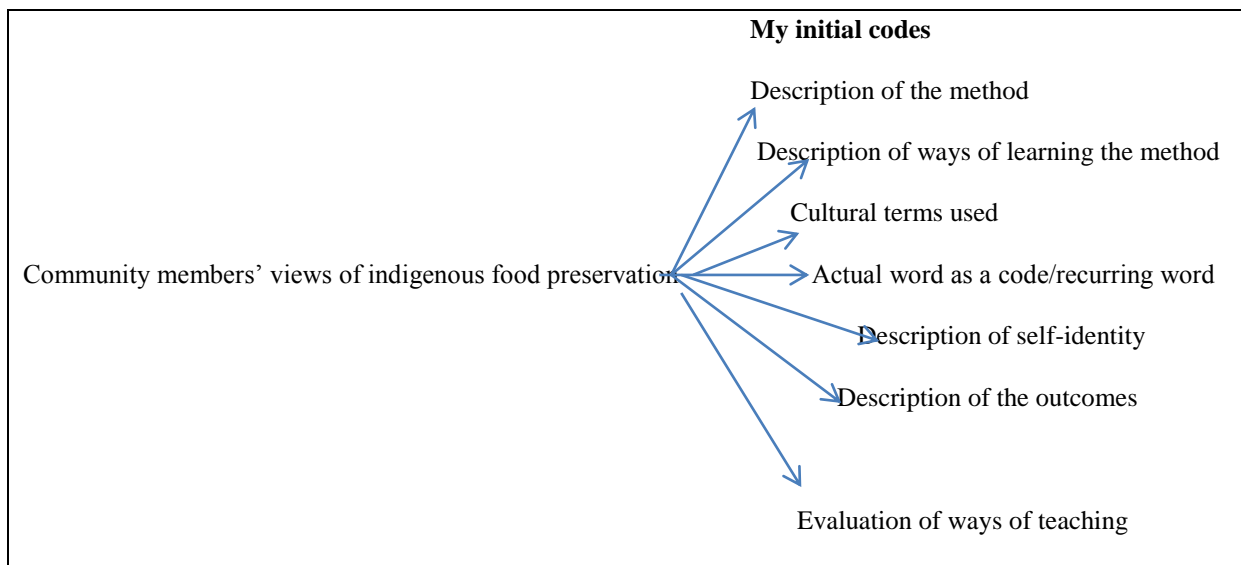 My initial codes
Description of the method
Description of ways of learning the method
Cultural terms used
Community members’ views of indigenous food preservation
Actual word as a code/recurring word
Description of self-identity
Description of the outcomes
Evaluation of ways of teaching